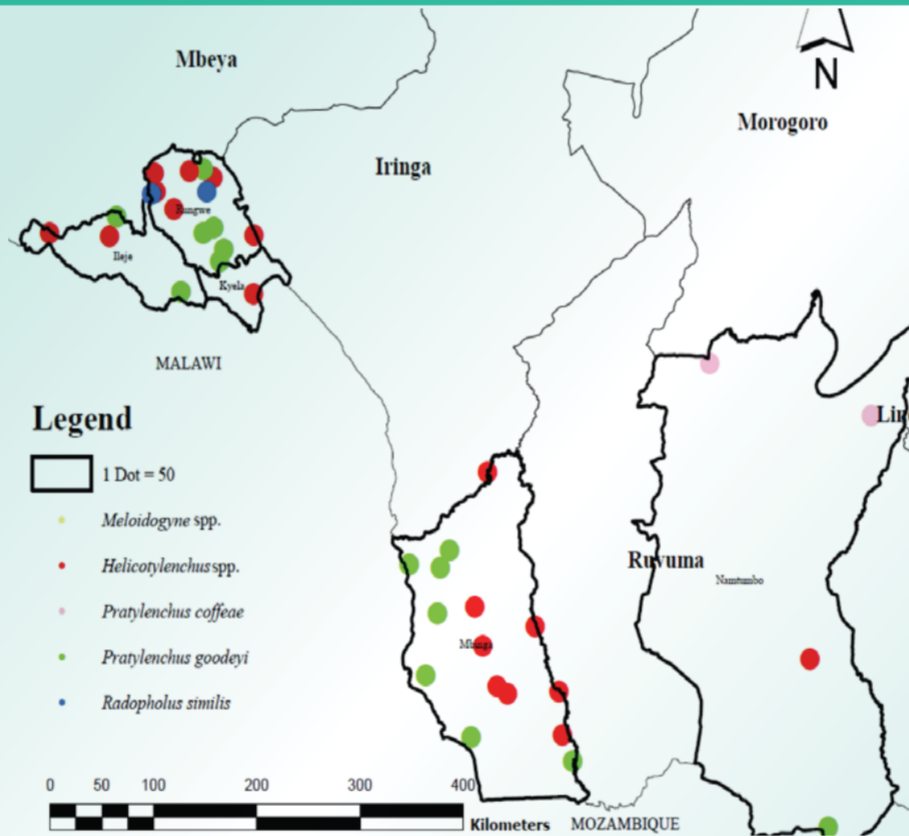 N
Mbeya
Morogoro
Iringa
Rungwe
Ileje
Kyela
MALAWI
Legend
1 Dot = 50
Meloidogyne spp.
Helicotylenchus spp.
Pratylenchus coffeae
Pratylenchus goodeyi
Radopholus similis
Lin
Ruvuma
Namtumbo
Mbinga
0 50 100 200 300 400
Kilometers
MOZAMBIQUE